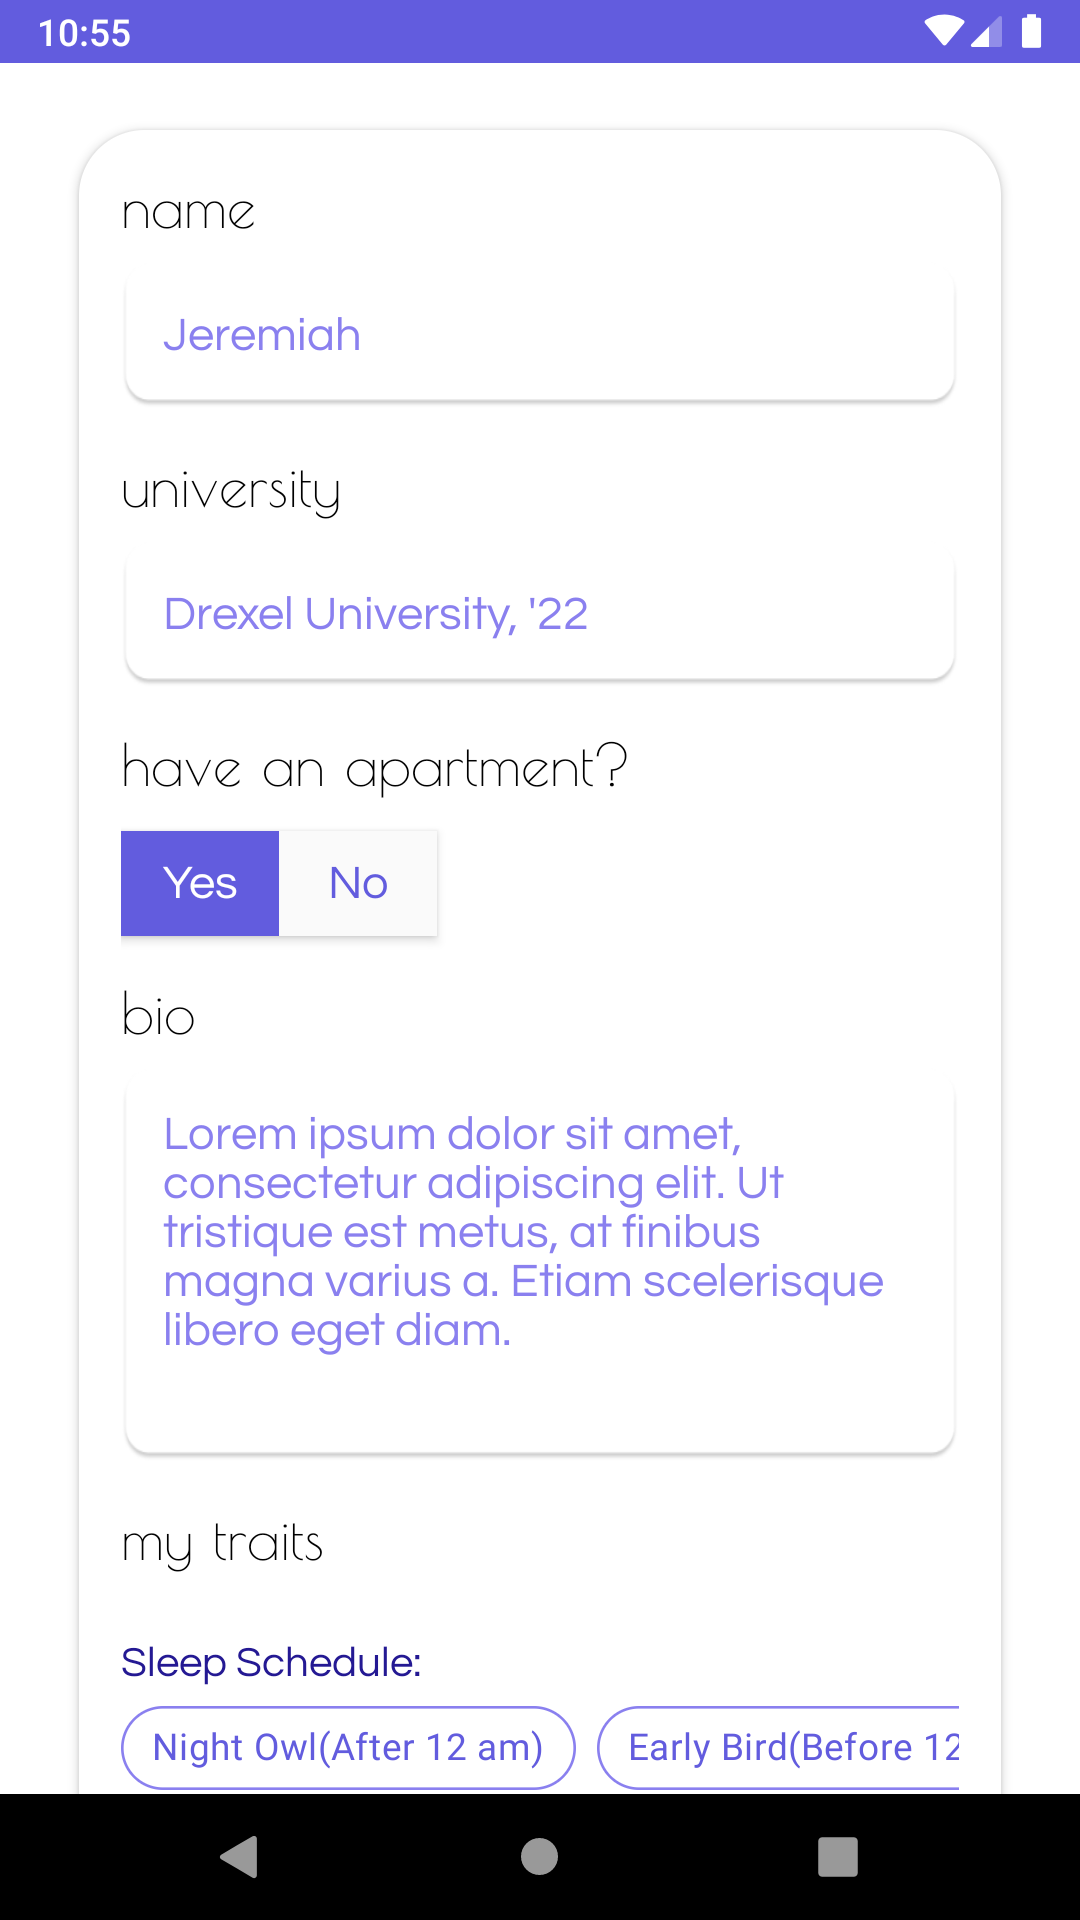 10:55
name
Jeremiah
university
Drexel University, '22
have an apartment?
Yes No
bio
Lorem ipsum dolor sit amet,
consectetur adipiscing elit. Ut
tristique est metus, at finibus
magna varius a. Etiam scelerisque
libero eget diam.
my traits
Sleep Schedule:
Night Owl(After 12 am) Early Bird(Before 12